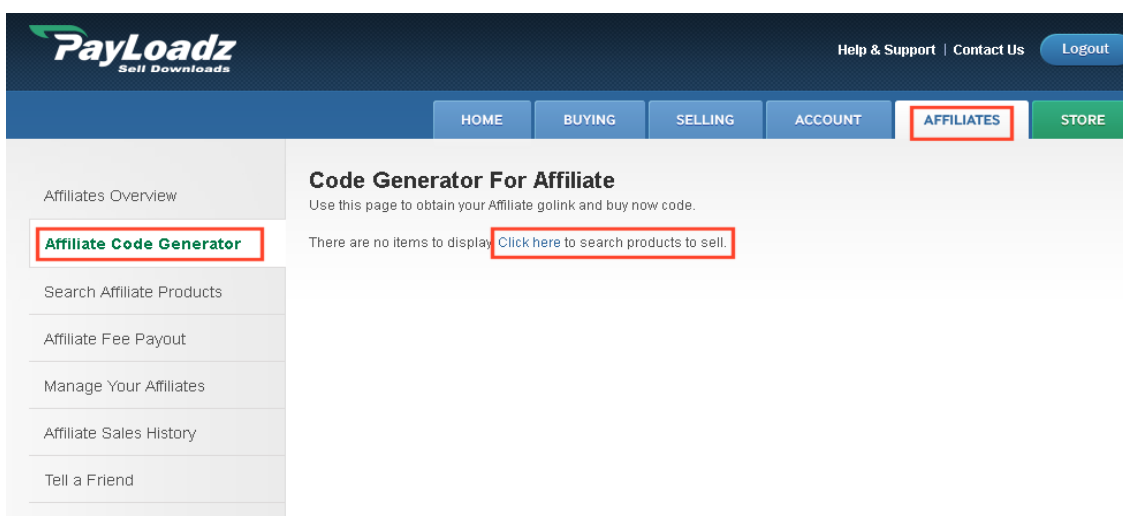 PayLoadz
Sell Downloads
Help & Support | Contact Us
Logout
HOME
BUYING
SELLING
ACCOUNT
AFFILIATES
STORE
Affiliates Overview
Affiliate Code Generator
Search Affiliate Products
Affiliate Fee Payout
Manage Your Affiliates
Affiliate Sales History
Tell a Friend
Code Generator For Affiliate
Use this page to obtain your Affiliate golink and buy now code.
There are no items to display Click here to search products to sell.